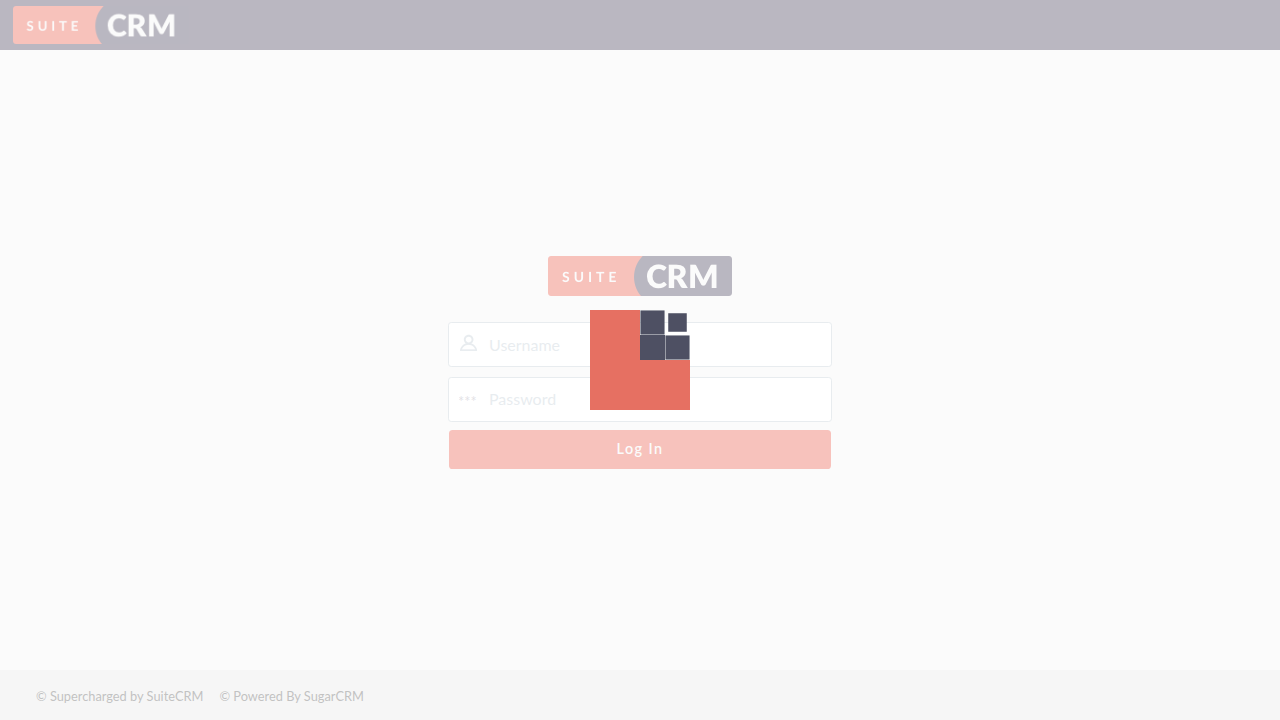 SUITE CRM
SUITE CRM
Username
Password
Log In
© Supercharged by SuiteCRM © Powered By SugarCRM